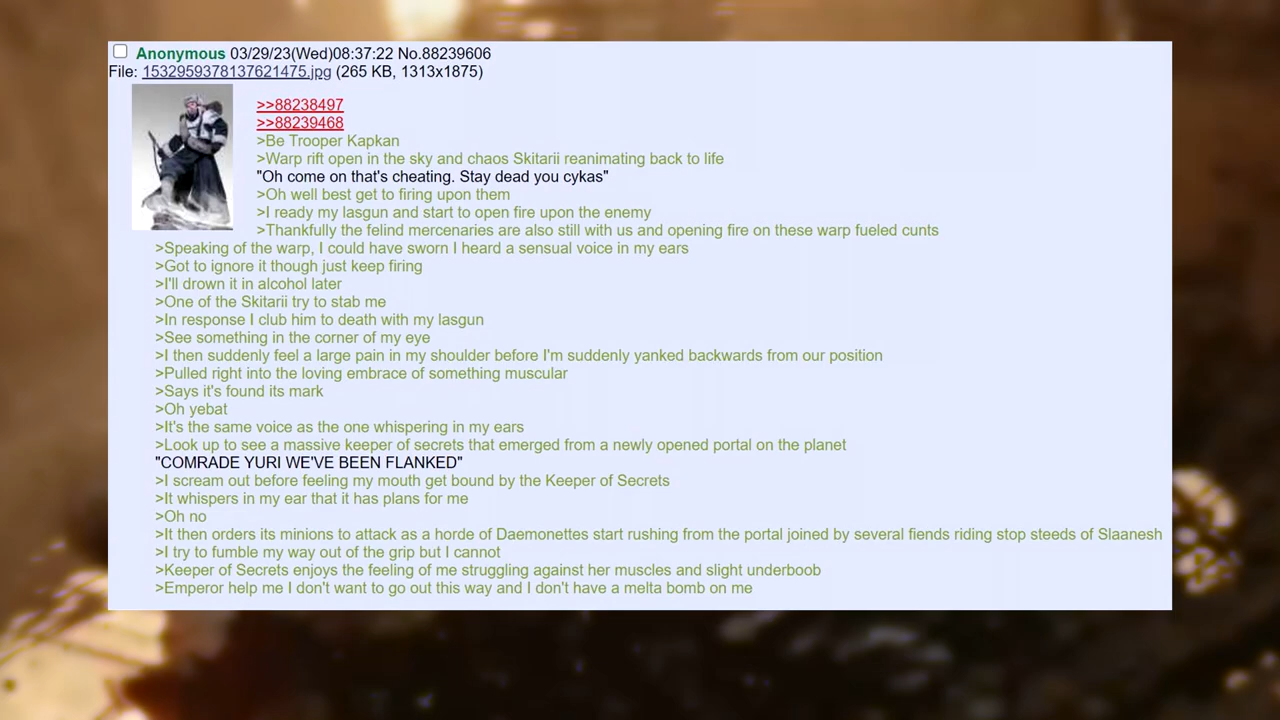 Anonymous 03/29/23(Wed)08:37:22 No.88239606
File: 1532959378137621475.jpg (265 KB, 1313x1875)
>>88238497
>>88239468
>Be Trooper Kapkan
>Warp rift open in the sky and chaos Skitarii reanimating back to life
"Oh come on that's cheating. Stay dead you cykas"
>Oh well best get to firing upon them
>I ready my lasgun and start to open fire upon the enemy
>Thankfully the felind mercenaries are also still with us and opening fire on these warp fueled cunts
>Speaking of the warp, I could have sworn I heard a sensual voice in my ears
>Got to ignore it though just keep firing
>I'll drown it in alcohol later
>One of the Skitarii try to stab me
>In response I club him to death with my lasgun
>See something in the corner of my eye
>I then suddenly feel a large pain in my shoulder before I'm suddenly yanked backwards from our position
>Pulled right into the loving embrace of something muscular
>Says it's found its mark
>Oh yebat
>It's the same voice as the one whispering in my ears
>Look up to see a massive keeper of secrets that emerged from a newly opened portal on the planet
"COMRADE YURI WE'VE BEEN FLANKED"
>I scream out before feeling my mouth get bound by the Keeper of Secrets
>It whispers in my ear that it has plans for me
>Oh no
>It then orders its minions to attack as a horde of Daemonettes start rushing from the portal joined by several fiends riding stop steeds of Slaanesh
>I try to fumble my way out of the grip but I cannot
>Keeper of Secrets enjoys the feeling of me struggling against her muscles and slight underboob
>Emperor help me I don't want to go out this way and I don't have a melta bomb on me